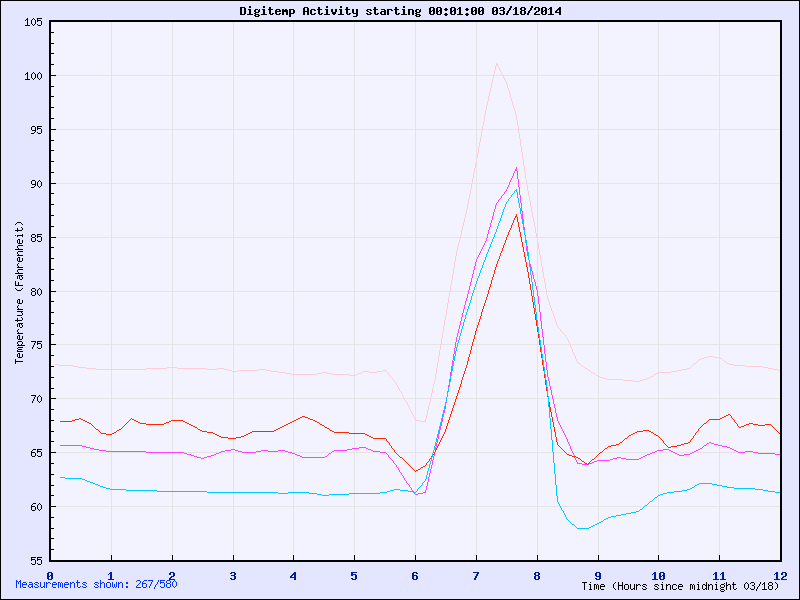 Digitemp Activity starting 00:01:00 03/18/2014
105
100
95
90
85
80
75
70
65
60
55
Temperature (Fahrenheit)
0 1 2 3 4 5 6 7 8 9 10 11 12
Measurements shown: 267/580
Time (Hours since midnight 03/18)